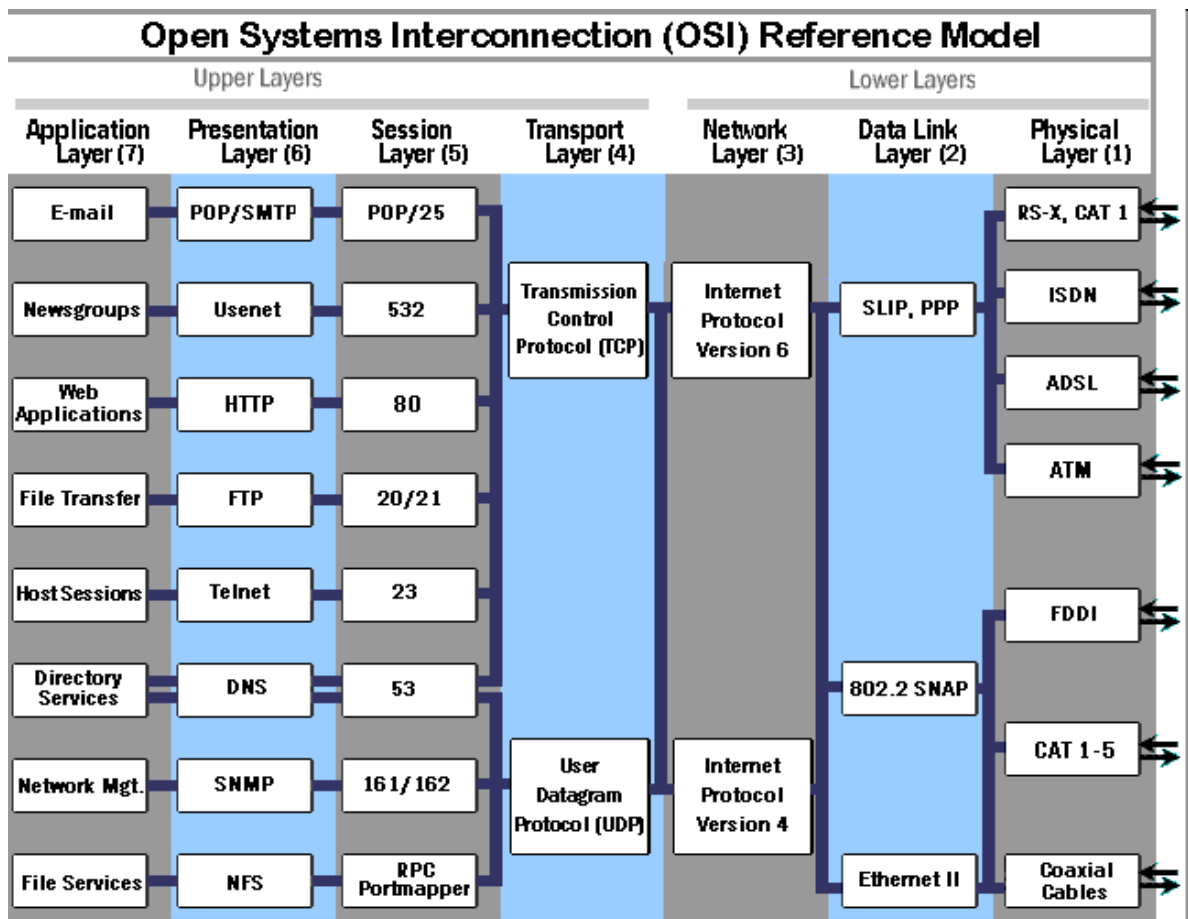 Open Systems Interconnection (OSI) Reference Model
Upper Layers
Lower Layers
Application
Layer (7)
Presentation
Layer (6)
Session
Layer (5)
Transport
Layer (4)
Network
Layer (3)
Data Link
Layer (2)
Physical
Layer (1)
E-mail
POP/SMTP
POP/25
Newsgroups
Usenet
532
Web
Applications
HTTP
80
File Transfer
FTP
20/21
Host Sessions
Telnet
23
Directory
Services
DNS
53
Network Mgt.
SNMP
161/162
File Services
NFS
RPC
Portmapper
Transmission
Control
Protocol (TCP)
User
Datagram
Protocol (UDP)
Internet
Protocol
Version 6
Internet
Protocol
Version 4
SLIP, PPP
802.2 SNAP
Ethernet II
RS-X, CAT 1
ISDN
ADSL
ATM
FDDI
CAT 1-5
Coaxial
Cables